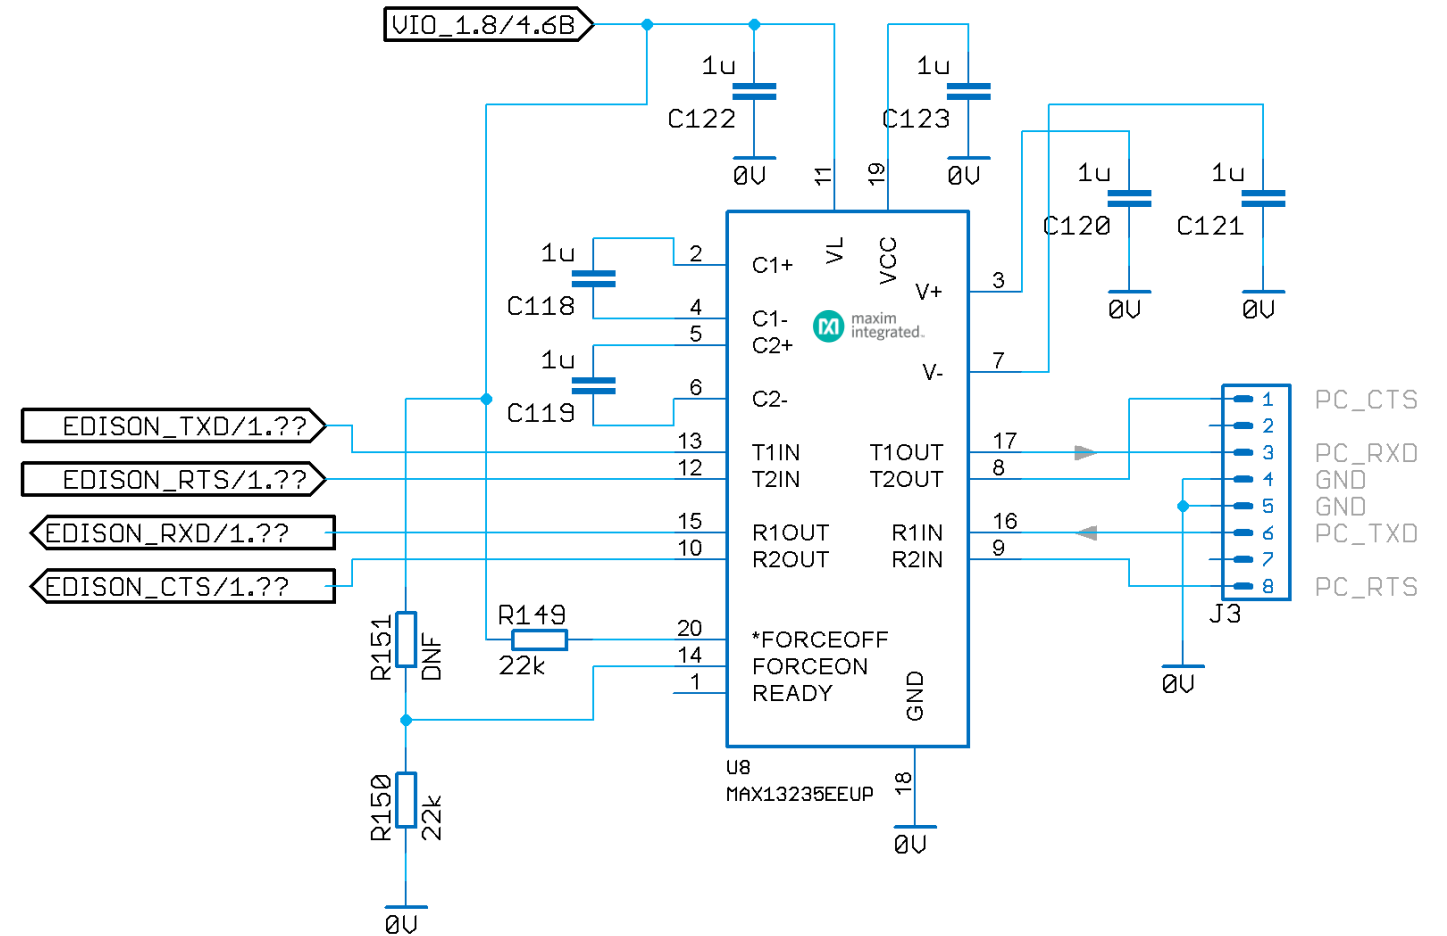 VIO_1.8/4.6B
1u
C122
0V
1u
C123
0V
11
19
1u
C120
0V
1u
C121
0V
VL
VCC
1u
C118
2
C1+
4
C1-
1u
C119
5
C2+
6
C2-
maxim
integrated™
V+
3
V-
7
EDISON_TXD/1.??
EDISON_RTS/1.??
EDISON_RXD/1.??
EDISON_CTS/1.??
13
T1IN
12
T2IN
15
R1OUT
10
R2OUT
T1OUT
17
T2OUT
8
R1IN
16
R2IN
9
1 PC_CTS
2
3 PC_RXD
4 GND
5 GND
6 PC_TXD
7
8 PC_RTS
J3
0V
R151
DNF
R149
22k
20
*FORCEOFF
14
FORCEON
1
READY
GND
18
0V
R150
22k
0V
U8
MAX13235EEUP